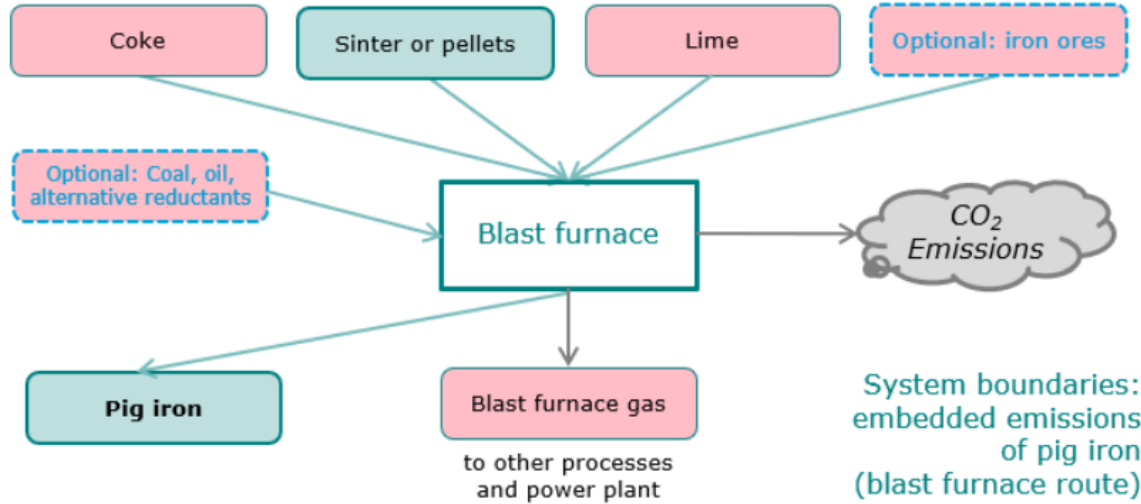 Coke
Sinter or pellets
Lime
Optional: iron ores
Optional: Coal, oil,
alternative reductants
Blast furnace
CO2
Emissions
Pig iron
Blast furnace gas
to other processes
and power plant
System boundaries:
embedded emissions
of pig iron
(blast furnace route)